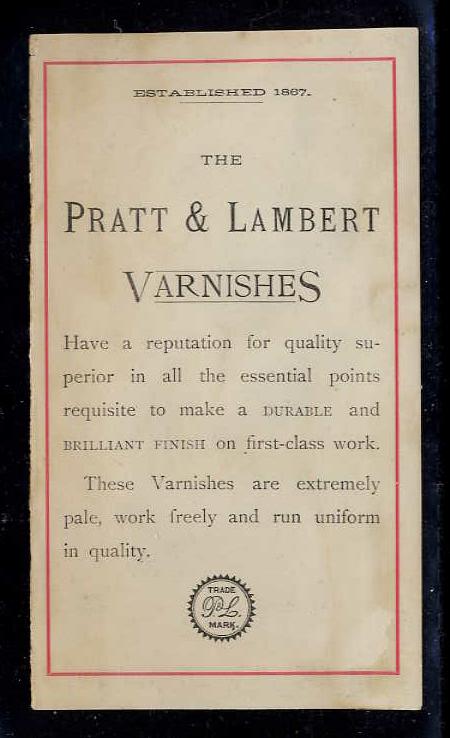 ESTABLISHED 1867.
THE
PRATT & LAMBERT
VARNISHES
Have a reputation for quality su-
perior in all the essential points
requisite to make a DURABLE and
BRILLIANT FINISH on first-class work.
These Varnishes are extremely
pale, work freely and run uniform
in quality.
TRADE
P&L.
MARK.